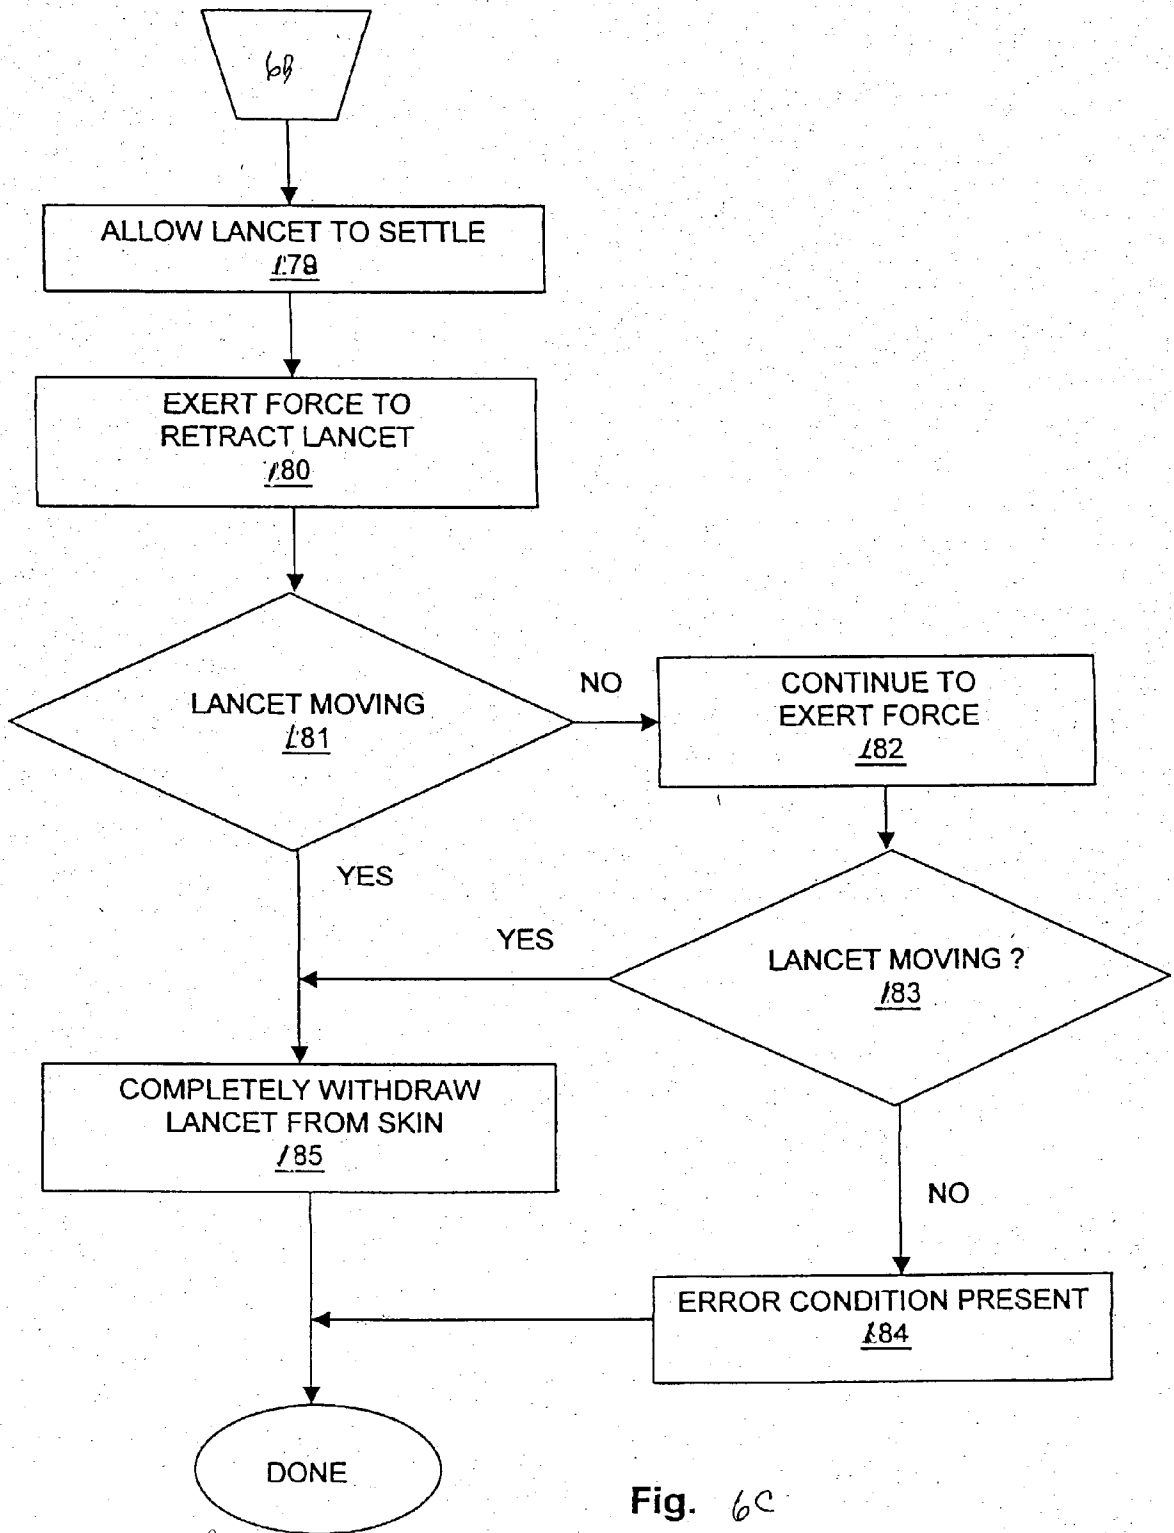 6B
ALLOW LANCET TO SETTLE
179
EXERT FORCE TO
RETRACT LANCET
180
LANCET MOVING
181
NO
CONTINUE TO
EXERT FORCE
182
YES
YES
LANCET MOVING ?
183
COMPLETELY WITHDRAW
LANCET FROM SKIN
185
NO
ERROR CONDITION PRESENT
184
DONE
Fig. 6C